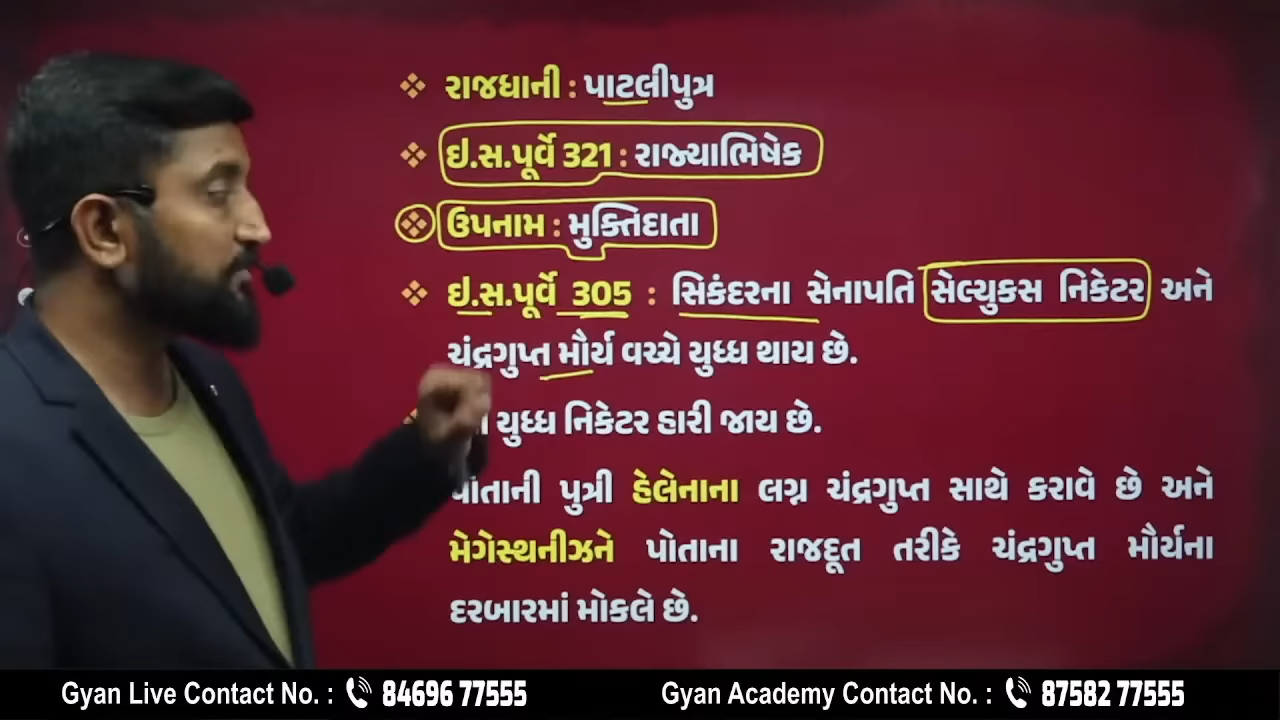 ❖ રાજધાની : પાટલીપુત્ર
❖ ઇ.સ.પૂર્વે 321 : રાજ્યાભિષેક
❖ ઉપનામ : મુક્તિદાતા
❖ ઇ.સ.પૂર્વે 305 : સિકંદરના સેનાપતિ સેલ્યુકસ નિકેટર અને
ચંદ્રગુપ્ત મૌર્ય વચ્ચે યુધ્ધ થાય છે.
યુધ્ધ નિકેટર હારી જાય છે.
પોતાની પુત્રી હેલેનાના લગ્ન ચંદ્રગુપ્ત સાથે કરાવે છે અને
મેગેસ્થનીઝને પોતાના રાજદૂત તરીકે ચંદ્રગુપ્ત મૌર્યના
દરબારમાં મોકલે છે.
Gyan Live Contact No. : 84696 77555
Gyan Academy Contact No. : 87582 77555